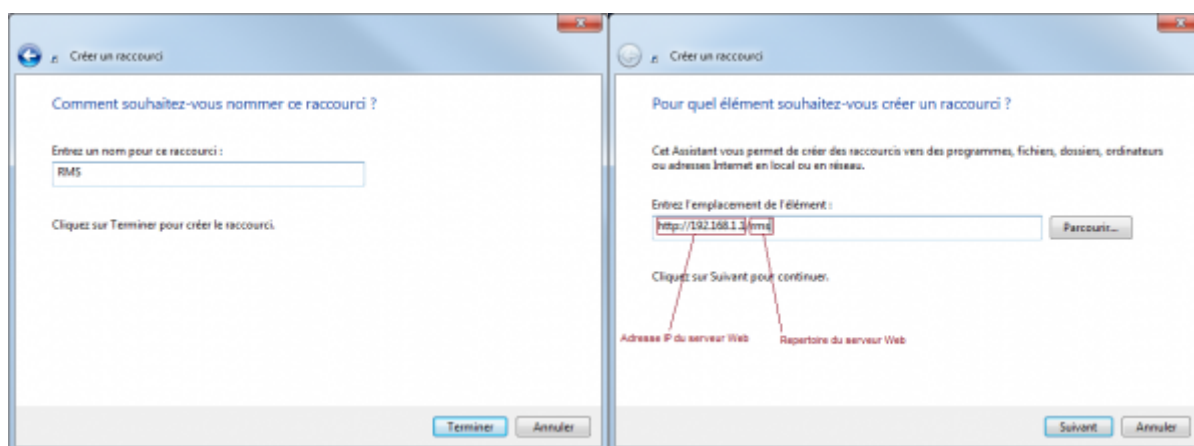 Créer un raccourci
Comment souhaitez-vous nommer ce raccourci ?
Entrez un nom pour ce raccourci :
RMS
Cliquez sur Terminer pour créer le raccourci.
Terminer
Annuler
Créer un raccourci
Pour quel élément souhaitez-vous créer un raccourci ?
Cet Assistant vous permet de créer des raccourcis vers des programmes, fichiers, dossiers, ordinateurs
ou adresses Internet en local ou en réseau.
Entrez l'emplacement de l'élément :
http://192.168.1.1/rms
Parcourir...
Cliquez sur Suivant pour continuer.
Adresse IP du serveur Web
Repertoire du serveur Web
Suivant
Annuler